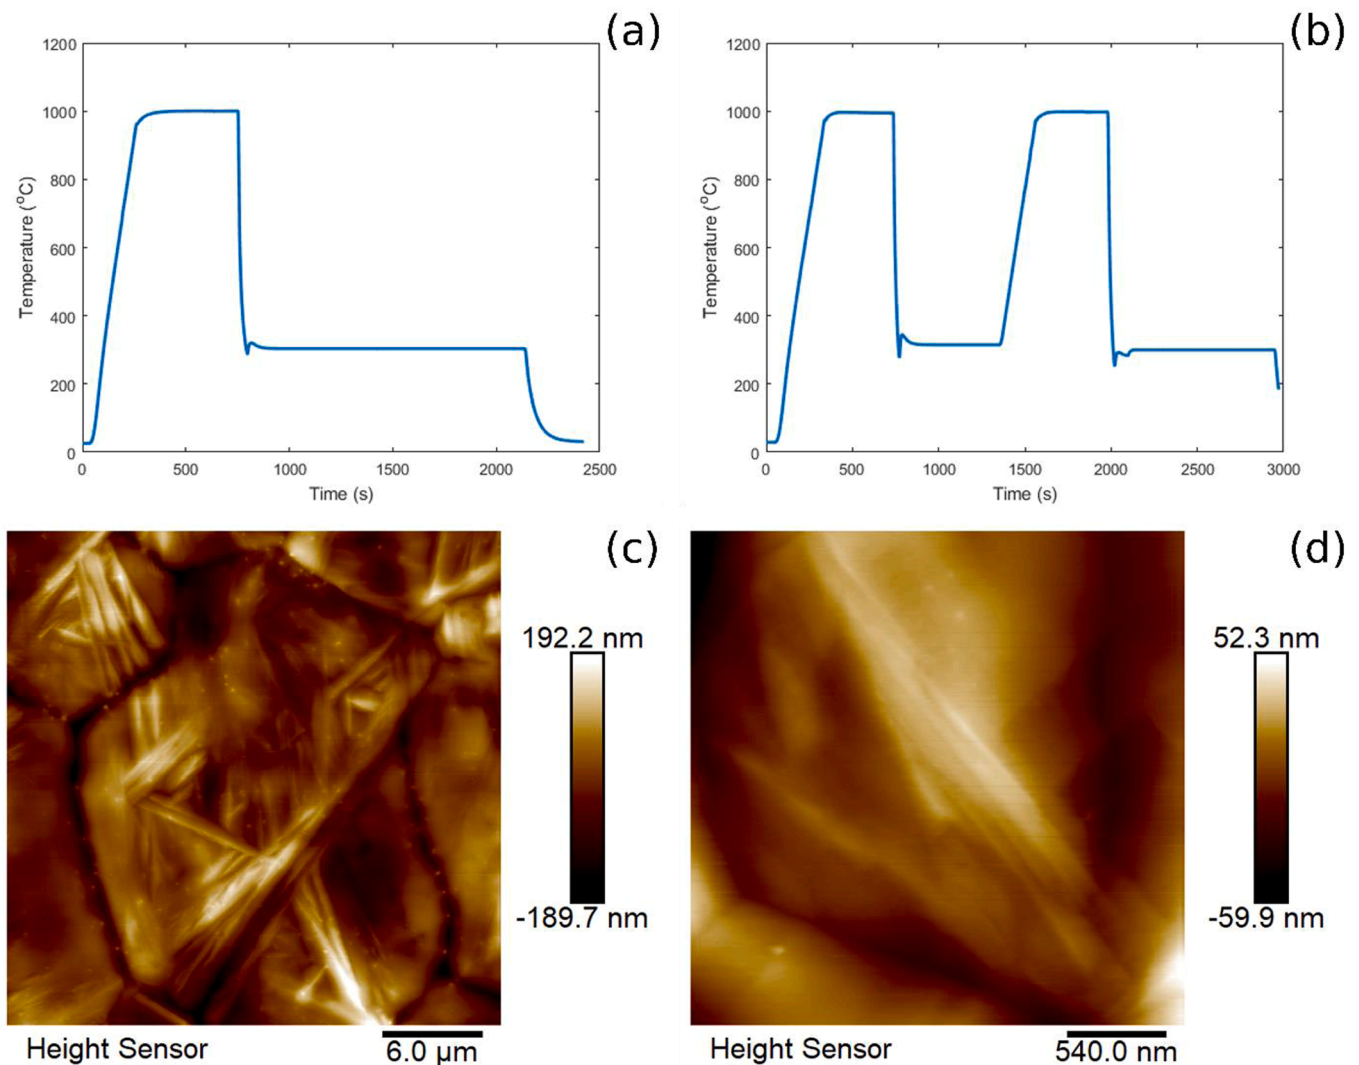 (a)
1200
1000
800
600
400
200
0
Temperature (°C)
0 500 1000 1500 2000 2500
Time (s)
(b)
1200
1000
800
600
400
200
0
Temperature (°C)
0 500 1000 1500 2000 2500 3000
Time (s)
(c)
192.2 nm
-189.7 nm
Height Sensor
6.0 µm
(d)
52.3 nm
-59.9 nm
Height Sensor
540.0 nm